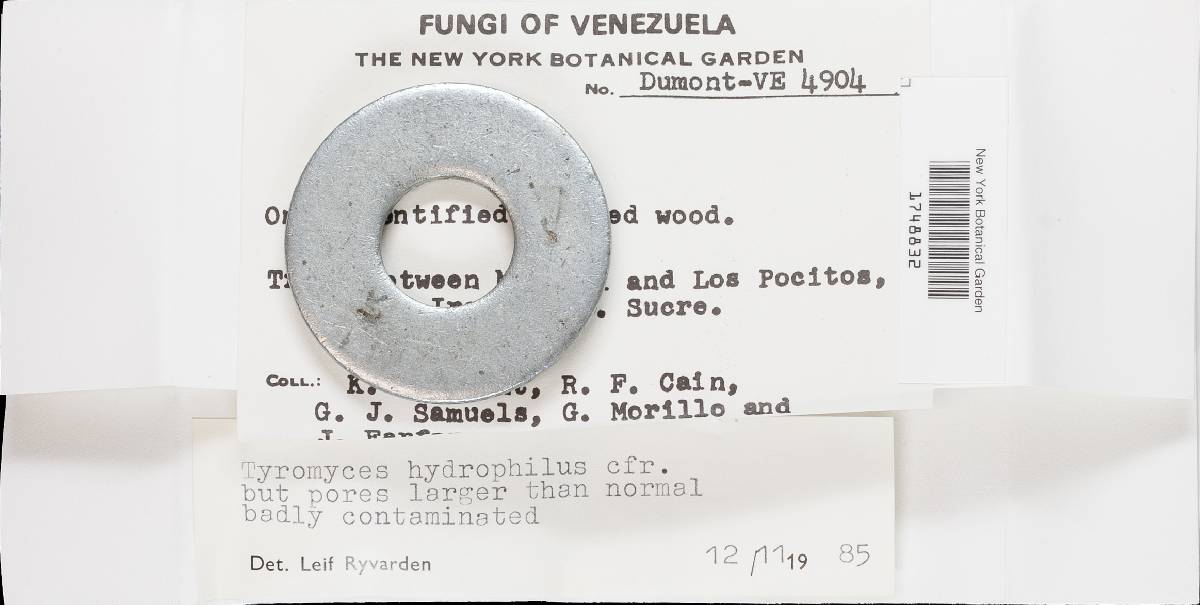 FUNGI OF VENEZUELA
THE NEW YORK BOTANICAL GARDEN
No. Dumont-VE 4904
wood.
and Los Pocitos,
Sucre.
COLL.: K. R. F. Cain,
G. J. Samuels, G. Morillo and
J.
Tyromyces hydrophilus cfr.
but pores larger than normal
badly contaminated
Det. Leif Ryvarden 12/11 19 85
New York Botanical Garden
1748832